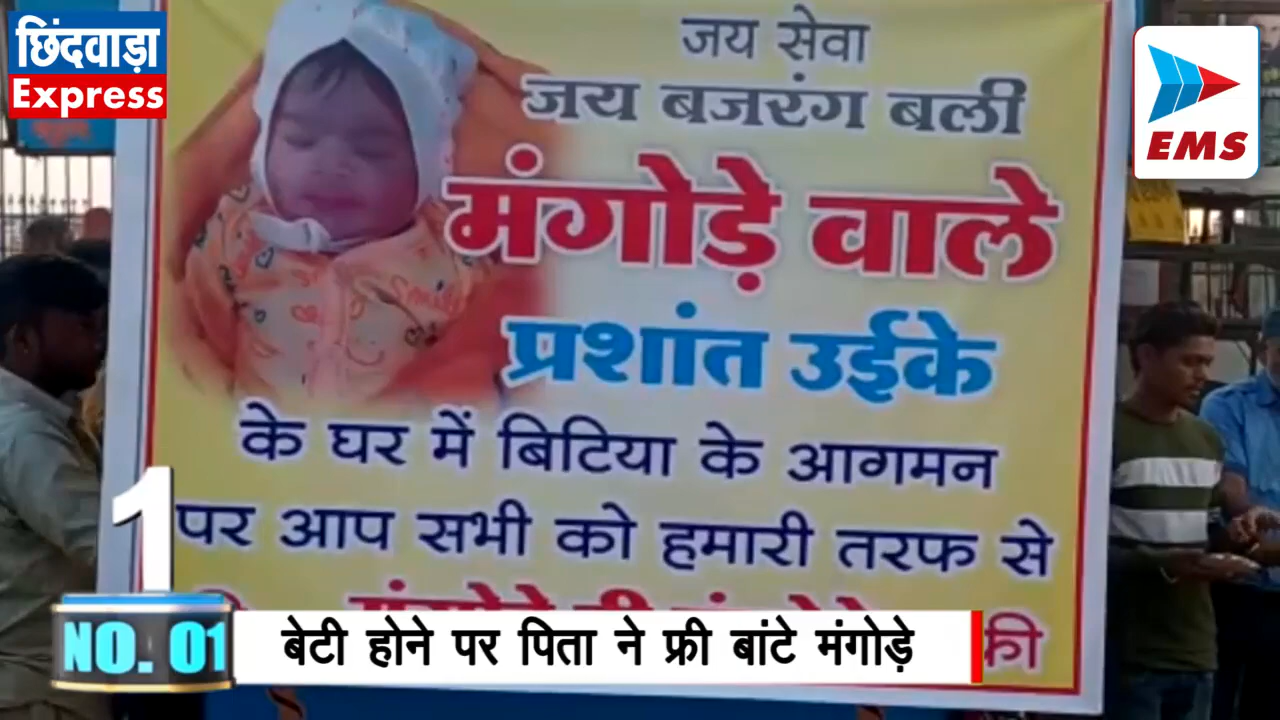 छिंदवाड़ा
Express
EMS
जय सेवा
जय बजरंग बली
मंगोड़े वाले
प्रशांत उईके
के घर में बिटिया के आगमन
पर आप सभी को हमारी तरफ से
की
1
NO. 01
बेटी होने पर पिता ने फ्री बांटे मंगोड़े